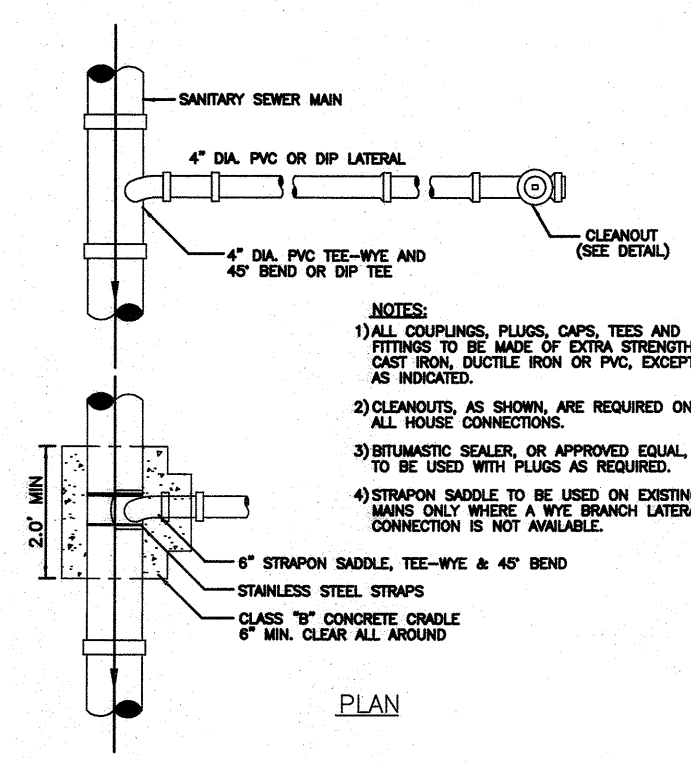 SANITARY SEWER MAIN
4" DIA. PVC OR DIP LATERAL
4" DIA. PVC TEE-WYE AND
45° BEND OR DIP TEE
CLEANOUT
(SEE DETAIL)
NOTES:
1) ALL COUPLINGS, PLUGS, CAPS, TEES AND
FITTINGS TO BE MADE OF EXTRA STRENGTH
CAST IRON, DUCTILE IRON OR PVC, EXCEPT
AS INDICATED.
2) CLEANOUTS, AS SHOWN, ARE REQUIRED ON
ALL HOUSE CONNECTIONS.
3) BITUMASTIC SEALER, OR APPROVED EQUAL,
TO BE USED WITH PLUGS AS REQUIRED.
4) STRAPON SADDLE TO BE USED ON EXISTING
MAINS ONLY WHERE A WYE BRANCH LATERA
CONNECTION IS NOT AVAILABLE.
2.0' MIN
6" STRAPON SADDLE, TEE-WYE & 45° BEND
STAINLESS STEEL STRAPS
CLASS "B" CONCRETE CRADLE
6" MIN. CLEAR ALL AROUND
PLAN